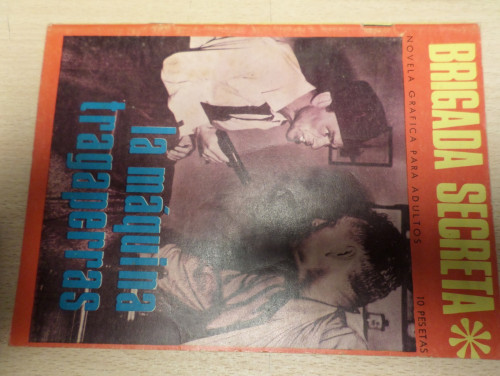 BRIGADA SECRETA
NOVELA GRAFICA PARA ADULTOS
10 PESETAS
la máquina
tragaperras